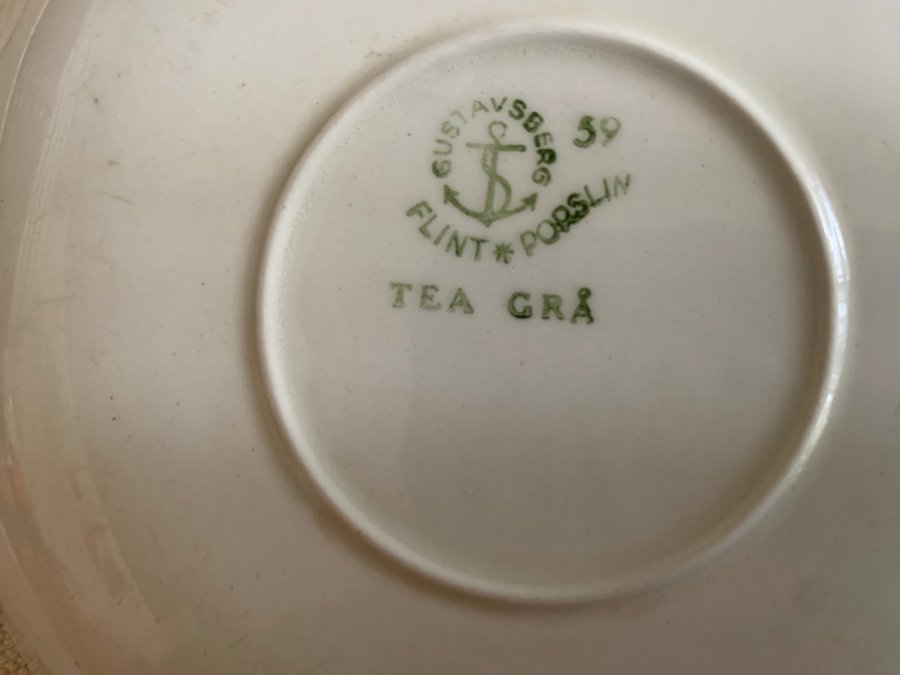 GUSTAVSBERG
59
FLINT * PORSLIN
TEA GRÅ